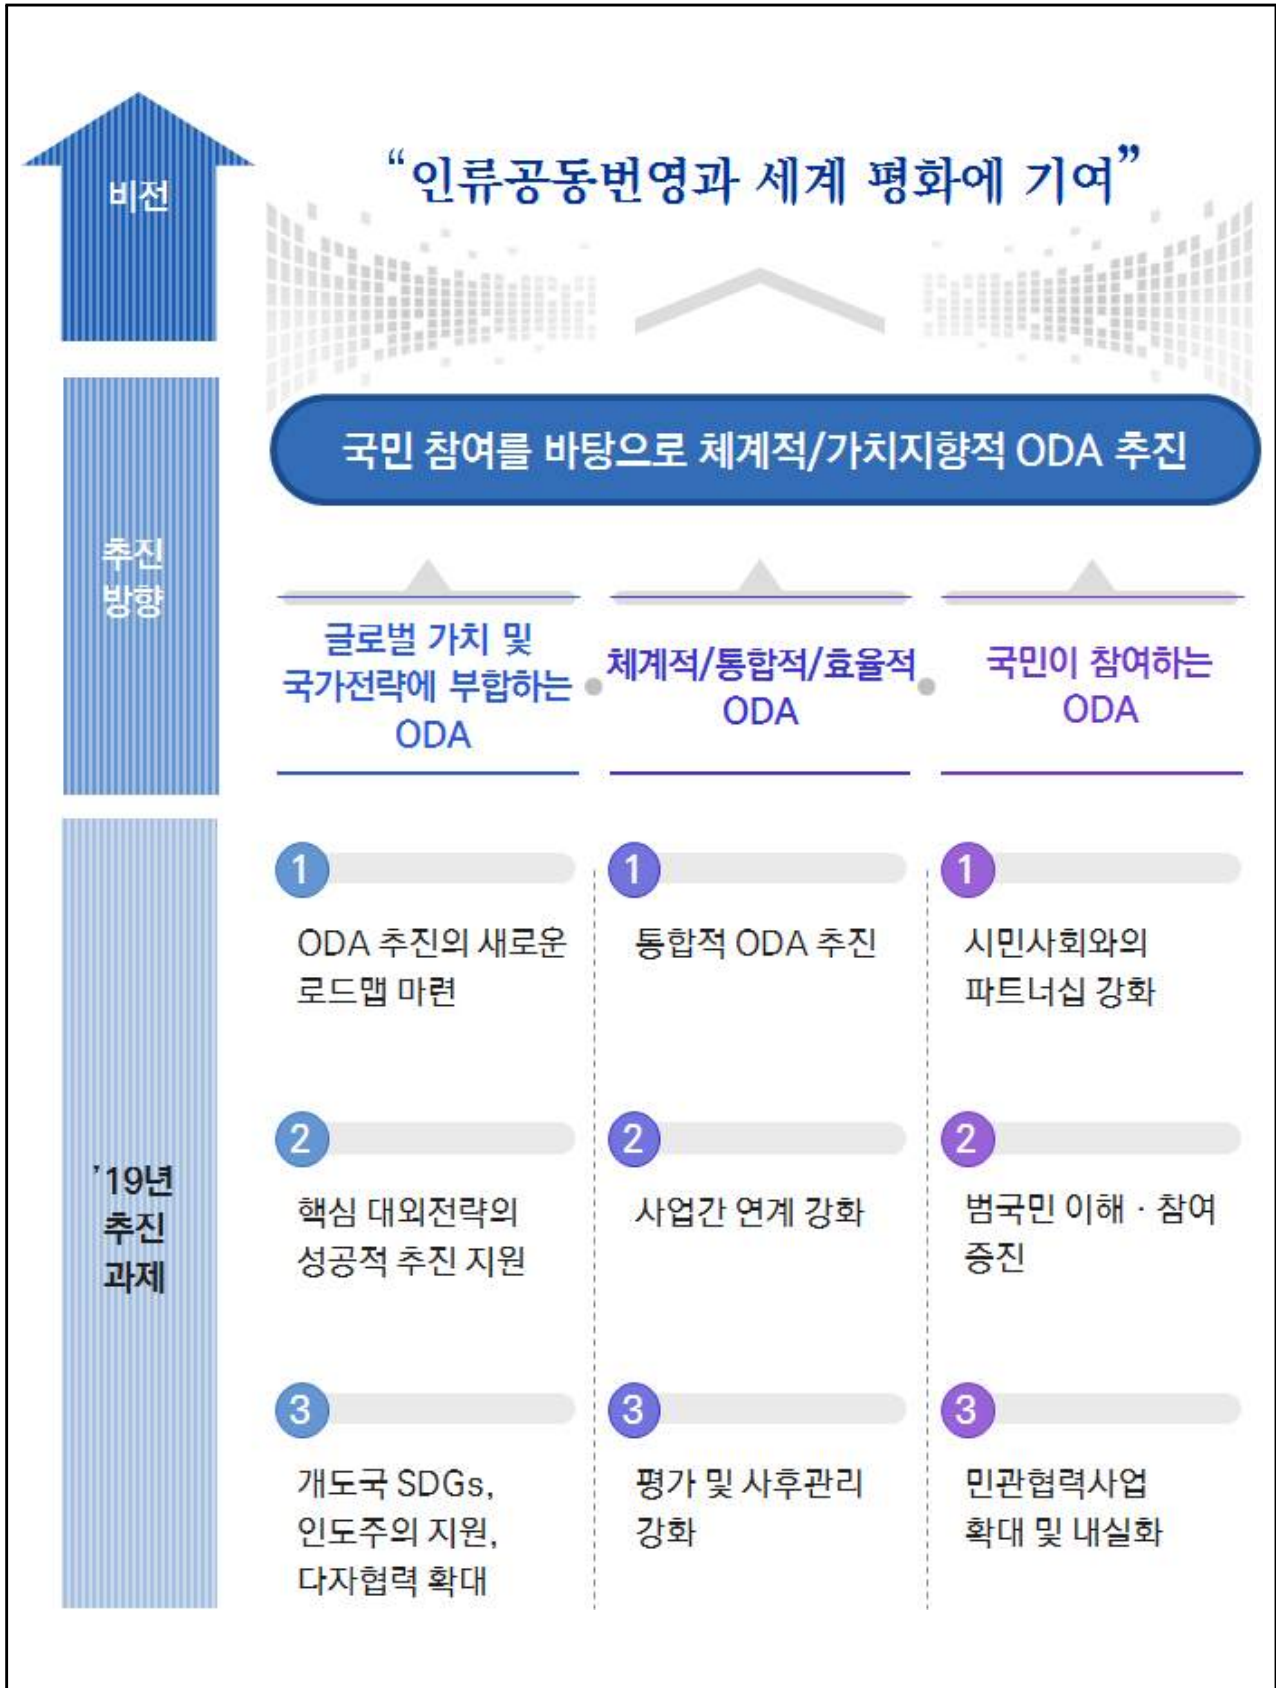 비전
“인류공동번영과 세계 평화에 기여”
국민 참여를 바탕으로 체계적/가치지향적 ODA 추진
추진
방향
글로벌 가치 및
국가전략에 부합하는
ODA
체계적/통합적/효율적
ODA
국민이 참여하는
ODA
’19년
추진
과제
1
ODA 추진의 새로운
로드맵 마련
1
통합적 ODA 추진
1
시민사회와의
파트너십 강화
2
핵심 대외전략의
성공적 추진 지원
2
사업간 연계 강화
2
범국민 이해 · 참여
증진
3
개도국 SDGs,
인도주의 지원,
다자협력 확대
3
평가 및 사후관리
강화
3
민관협력사업
확대 및 내실화